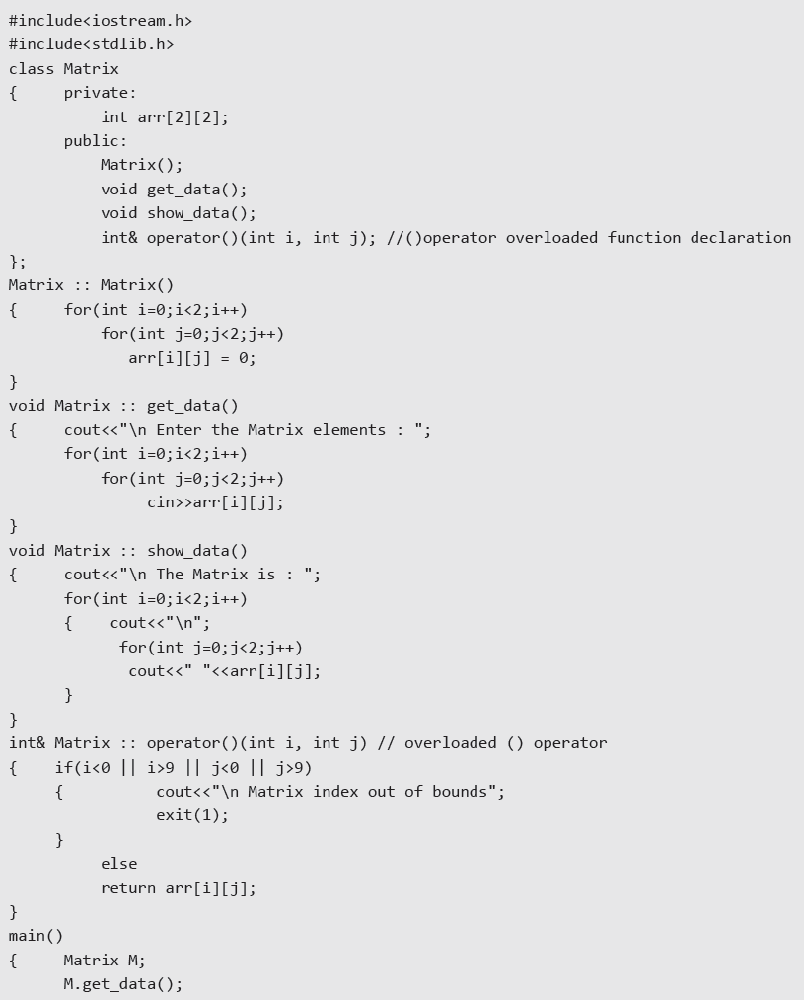 #include<iostream.h>
#include<stdlib.h>
class Matrix
{     private:
          int arr[2][2];
      public:
          Matrix();
          void get_data();
          void show_data();
          int& operator()(int i, int j); //()operator overloaded function declaration
};
Matrix :: Matrix()
{     for(int i=0;i<2;i++)
          for(int j=0;j<2;j++)
             arr[i][j] = 0;
}
void Matrix :: get_data()
{     cout<<"\n Enter the Matrix elements : ";
      for(int i=0;i<2;i++)
          for(int j=0;j<2;j++)
               cin>>arr[i][j];
}
void Matrix :: show_data()
{     cout<<"\n The Matrix is : ";
      for(int i=0;i<2;i++)
      {    cout<<"\n";
            for(int j=0;j<2;j++)
             cout<<" "<<arr[i][j];
      }
}
int& Matrix :: operator()(int i, int j) // overloaded () operator
{    if(i<0 || i>9 || j<0 || j>9)
     {          cout<<"\n Matrix index out of bounds";
                exit(1);
     }
          else
          return arr[i][j];
}
main()
{     Matrix M;
      M.get_data();